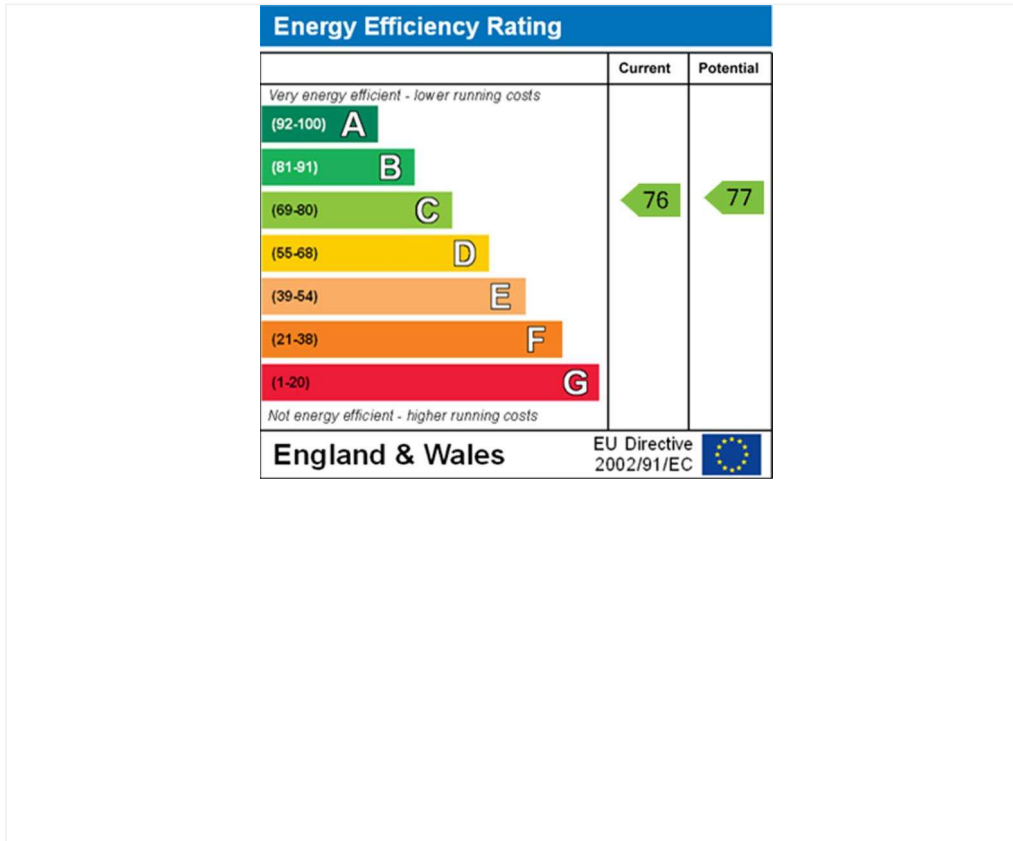 Energy Efficiency Rating
Current Potential
Very energy efficient - lower running costs
(92-100) A
(81-91) B
(69-80) C 76 77
(55-68) D
(39-54) E
(21-38) F
(1-20) G
Not energy efficient - higher running costs
England & Wales
EU Directive
2002/91/EC